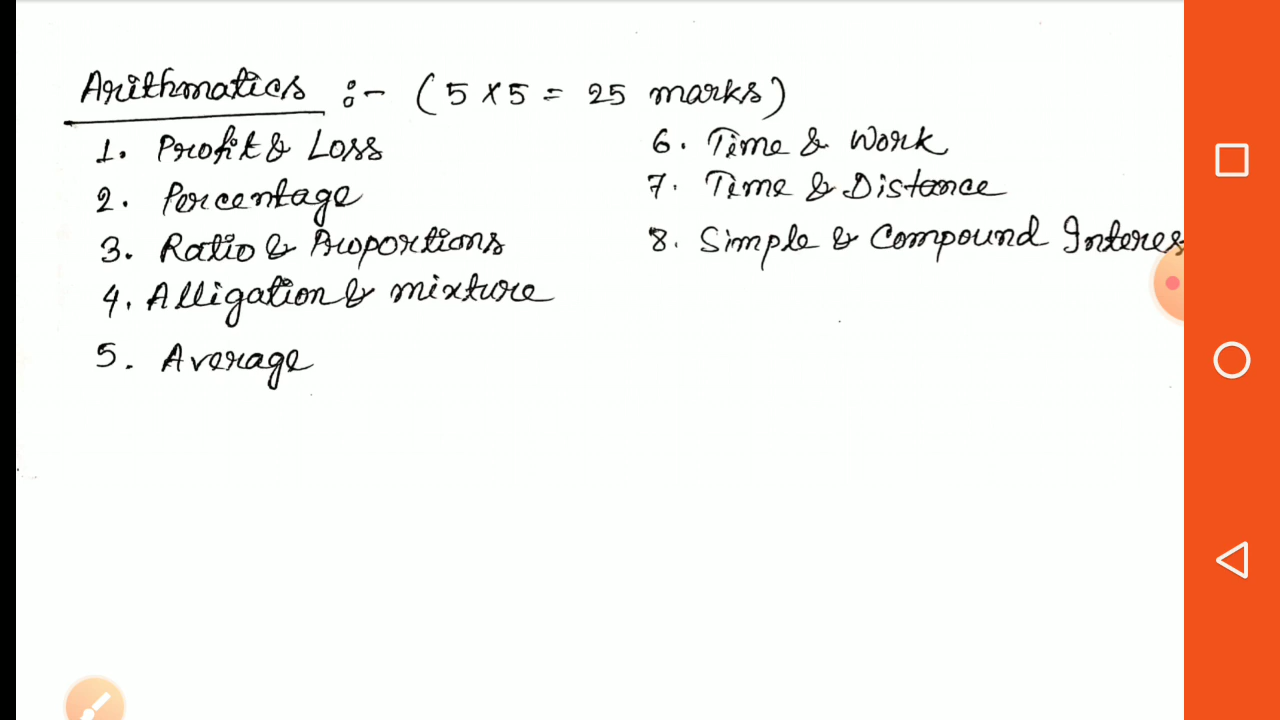 Arithmatics :- (5 x 5 = 25 marks)
1. Profit & Loss
2. Percentage
3. Ratio & Proportions
4. Alligation & mixture
5. Average
6. Time & Work
7. Time & Distance
8. Simple & Compound Interes